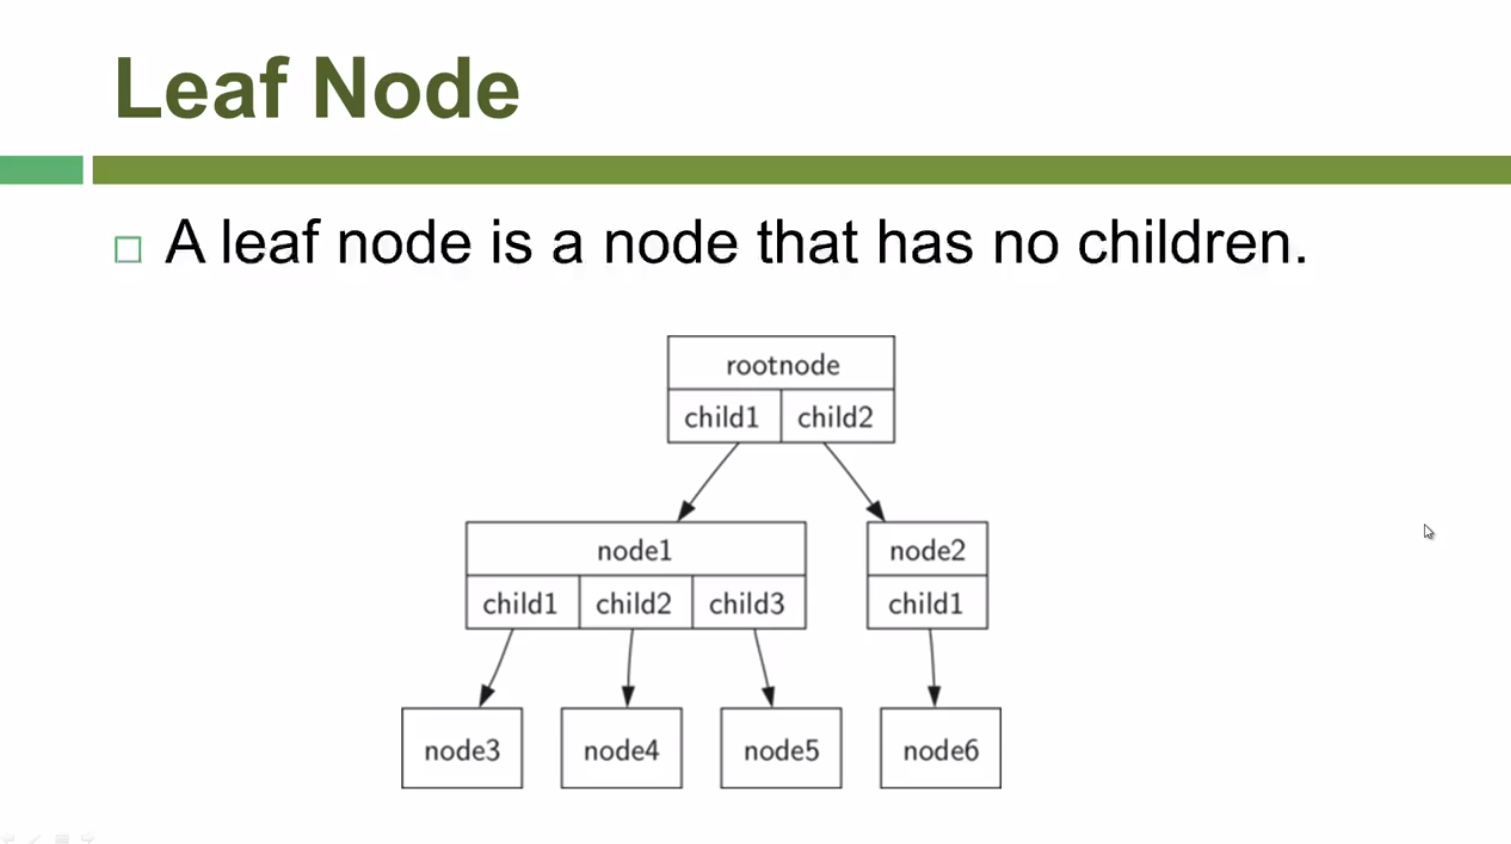 Leaf Node
A leaf node is a node that has no children.
rootnode
child1 child2
node1 node2
child1 child2 child3 child1
node3 node4 node5 node6